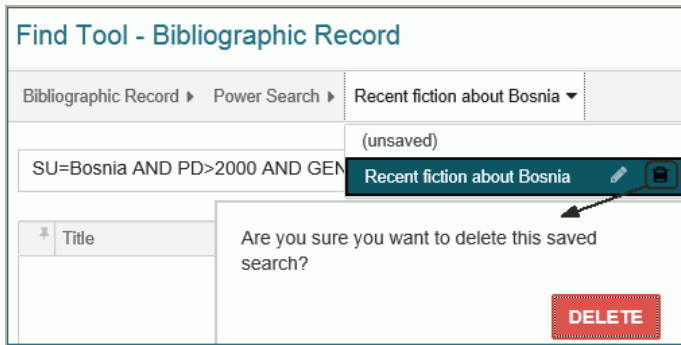 Find Tool - Bibliographic Record
Bibliographic Record Power Search Recent fiction about Bosnia
(unsaved)
SU=Bosnia AND PD>2000 AND GEN
Recent fiction about Bosnia
Title
Are you sure you want to delete this saved
search?
DELETE